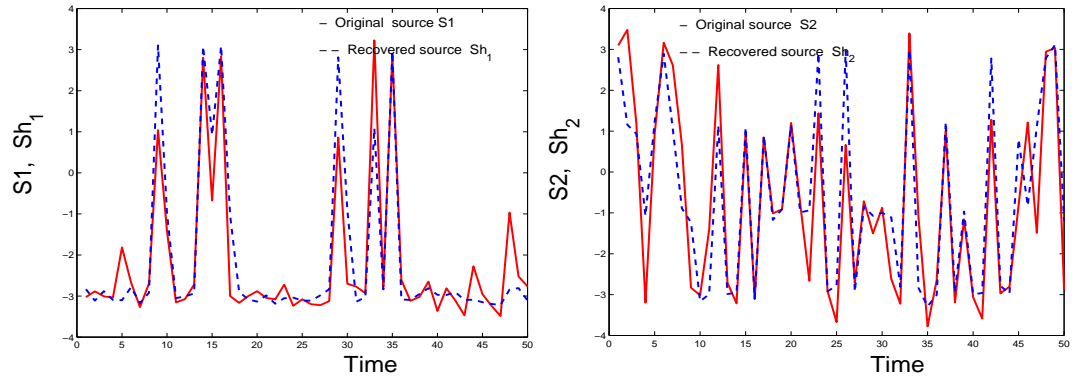 – Original source S1
-- Recovered source Sh1
S1, Sh1
4
3
2
1
0
−1
−2
−3
−4
0 5 10 15 20 25 30 35 40 45 50
Time
– Original source S2
-- Recovered source Sh2
S2, Sh2
4
3
2
1
0
−1
−2
−3
−4
0 5 10 15 20 25 30 35 40 45 50
Time